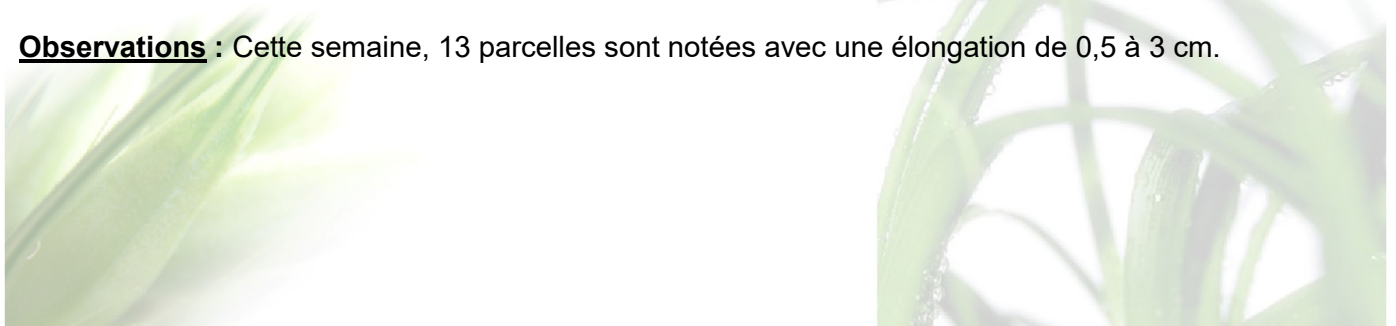 Observations : Cette semaine, 13 parcelles sont notées avec une élongation de 0,5 à 3 cm.